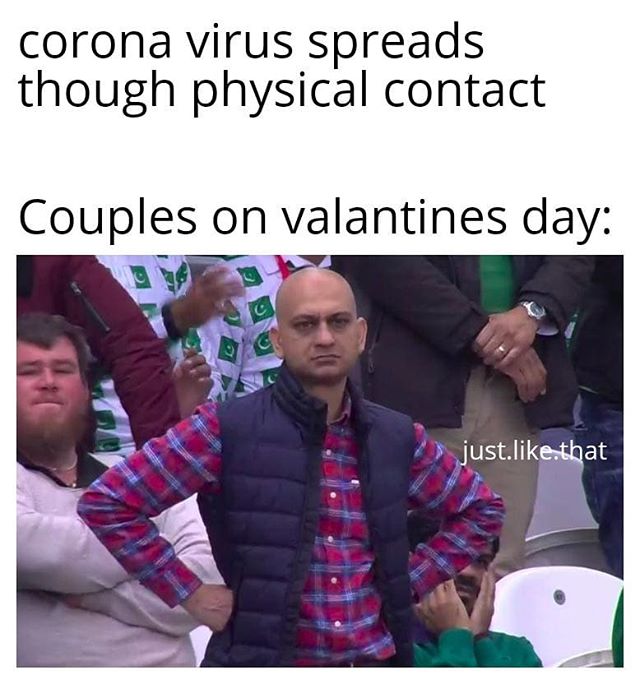 corona virus spreads
though physical contact
Couples on valantines day:
just.like.that